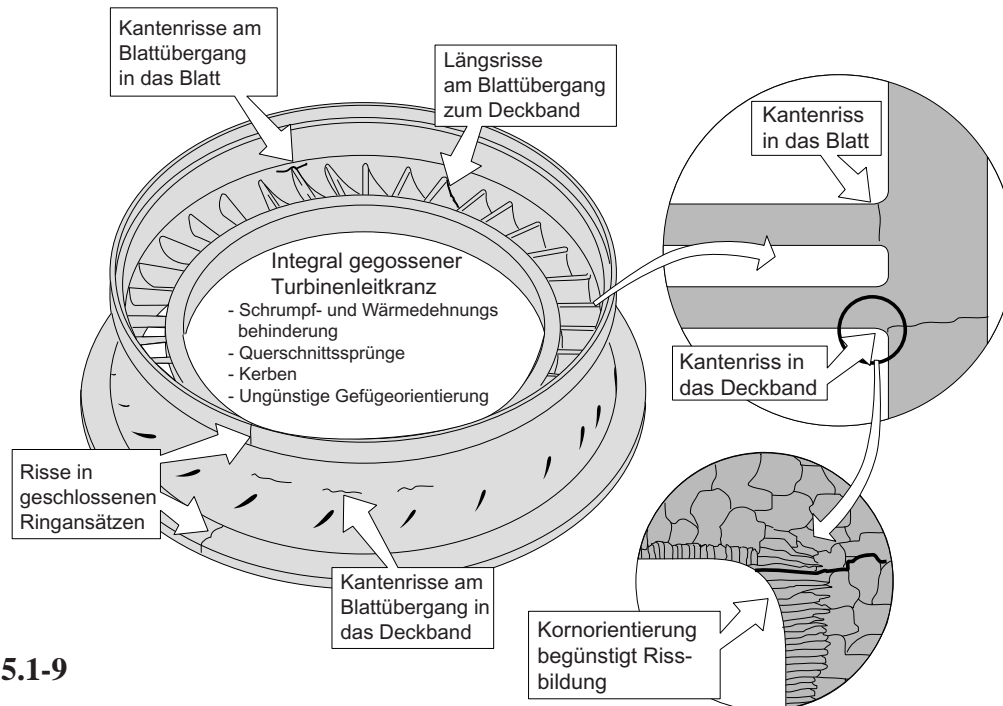 Kantenrisse am
Blattübergang
in das Blatt
Längsrisse
am Blattübergang
zum Deckband
Kantenriss
in das Blatt
Integral gegossener
Turbinenleitkranz
- Schrumpf- und Wärmedehnungs
behinderung
- Querschnittssprünge
- Kerben
- Ungünstige Gefügeorientierung
Kantenriss in
das Deckband
Risse in
geschlossenen
Ringansätzen
Kantenrisse am
Blattübergang in
das Deckband
Kornorientierung
begünstigt Riss-
bildung
5.1-9